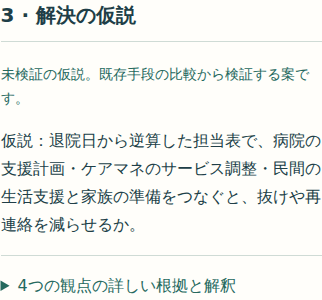 3・解決の仮説
未検証の仮説。既存手段の比較から検証する案で
す。
仮説：退院日から逆算した担当表で、病院の
支援計画・ケアマネのサービス調整・民間の
生活支援と家族の準備をつなぐと、抜けや再
連絡を減らせるか。
▶ 4つの観点の詳しい根拠と解釈